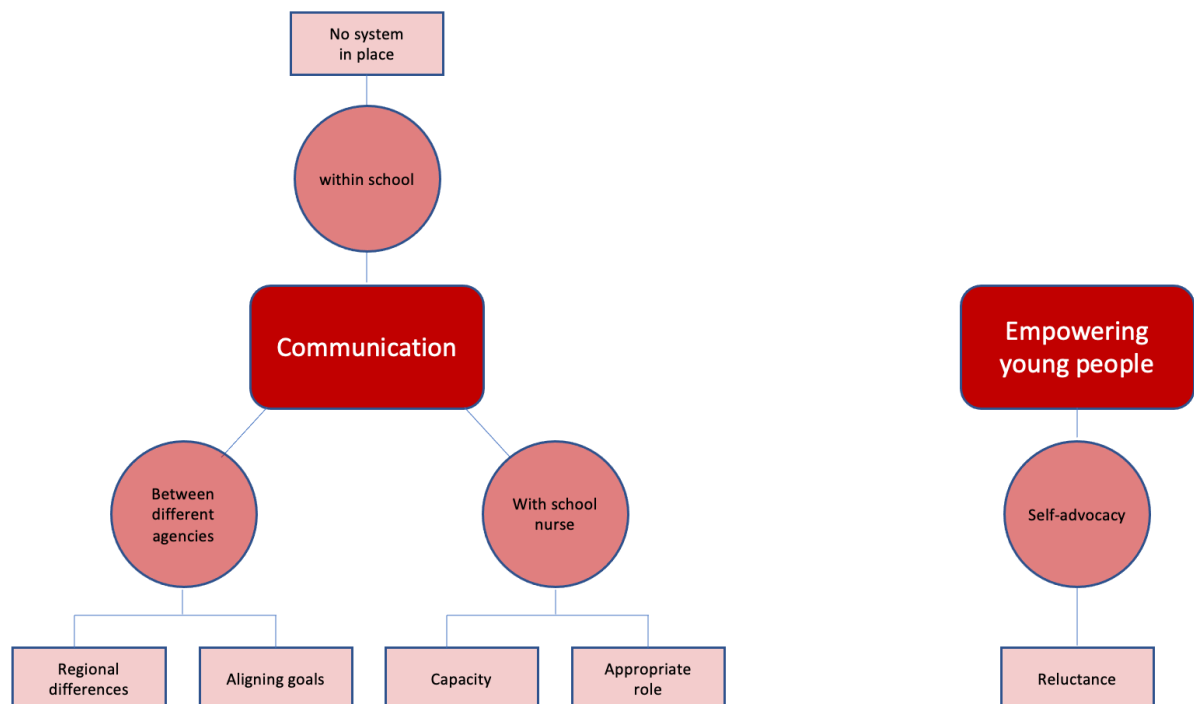 No system
in place
within school
Communication
Empowering
young people
Between
different
agencies
With school
nurse
Self-advocacy
Regional
differences
Aligning goals
Capacity
Appropriate
role
Reluctance